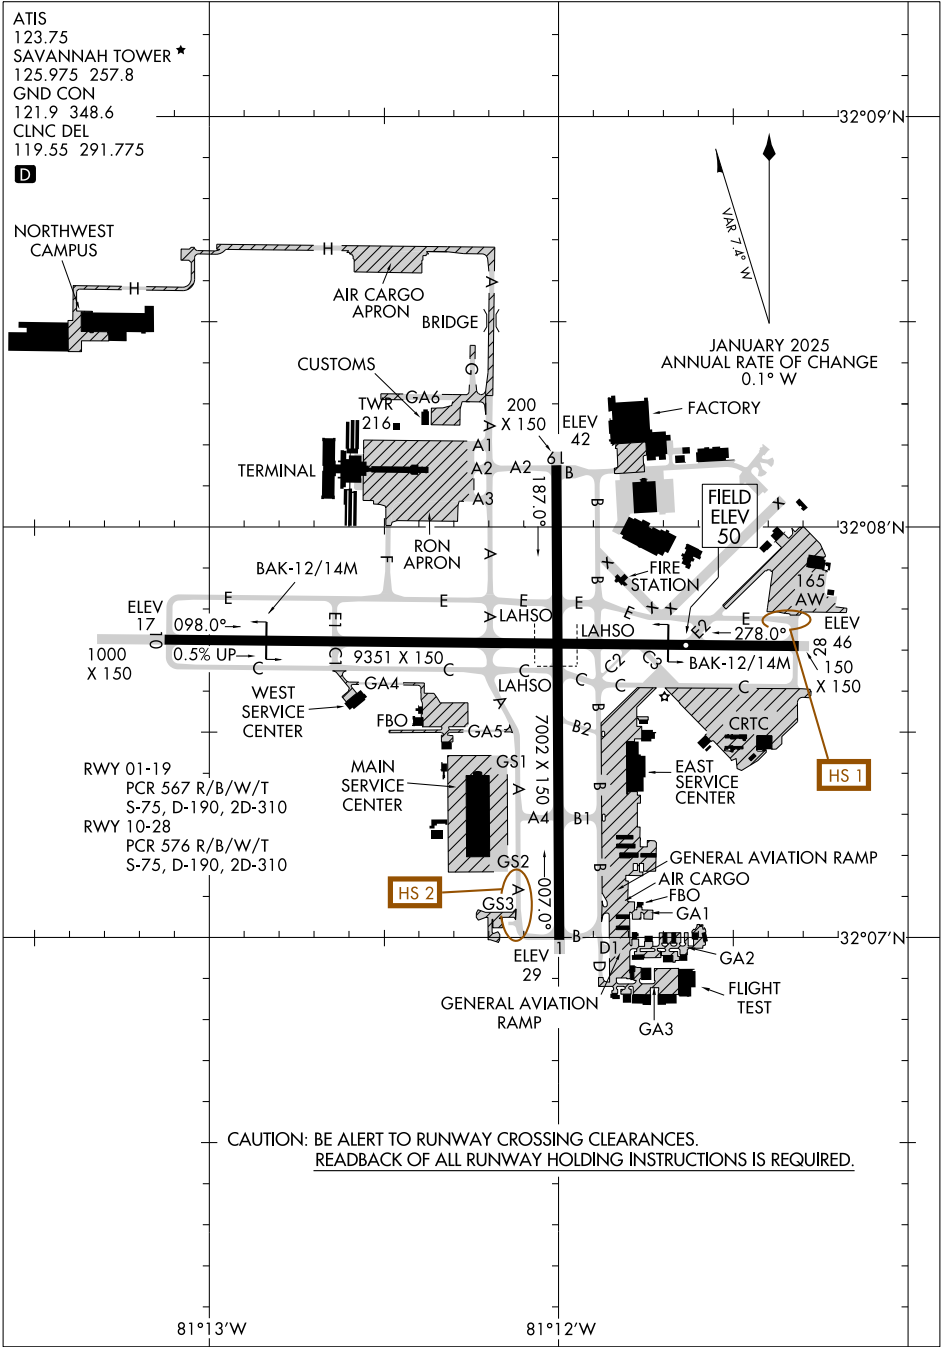 ATIS
123.75
SAVANNAH TOWER ★
125.975 257.8
GND CON
121.9 348.6
CLNC DEL
119.55 291.775
D
32°09'N
VAR 7.4° W
JANUARY 2025
ANNUAL RATE OF CHANGE
0.1° W
NORTHWEST
CAMPUS
H
H
AIR CARGO
APRON
A
BRIDGE
G
CUSTOMS
GA6
TWR
216
A
200
X 150
ELEV
42
FACTORY
TERMINAL
A1
A2
A2
19
B
A3
187.0°
B
X
FIELD
ELEV
50
32°08'N
RON
APRON
F
A
B
X
FIRE
STATION
X
X
165
AW
BAK-12/14M
ELEV
17
E
E1
E
E
E
E
E2
E
ELEV
46
LAHSO
LAHSO
A
10
098.0°
278.0°
28
1000
X 150
0.5% UP
9351 X 150
C
C1
C
C
C
C2
C3
C
C
BAK-12/14M
150
X 150
LAHSO
WEST
SERVICE
CENTER
GA4
FBO
GA5
A
B
B2
CRTC
HS 1
RWY 01-19
PCR 567 R/B/W/T
S-75, D-190, 2D-310
RWY 10-28
PCR 576 R/B/W/T
S-75, D-190, 2D-310
MAIN
SERVICE
CENTER
GS1
A
7002 X 150
B
EAST
SERVICE
CENTER
A4
B1
GS2
B
GENERAL AVIATION RAMP
AIR CARGO
FBO
GA1
HS 2
A
GS3
007.0°
32°07'N
1
B
D1
GA2
ELEV
29
D
FLIGHT
TEST
GENERAL AVIATION
RAMP
GA3
CAUTION: BE ALERT TO RUNWAY CROSSING CLEARANCES.
READBACK OF ALL RUNWAY HOLDING INSTRUCTIONS IS REQUIRED.
81°13'W
81°12'W